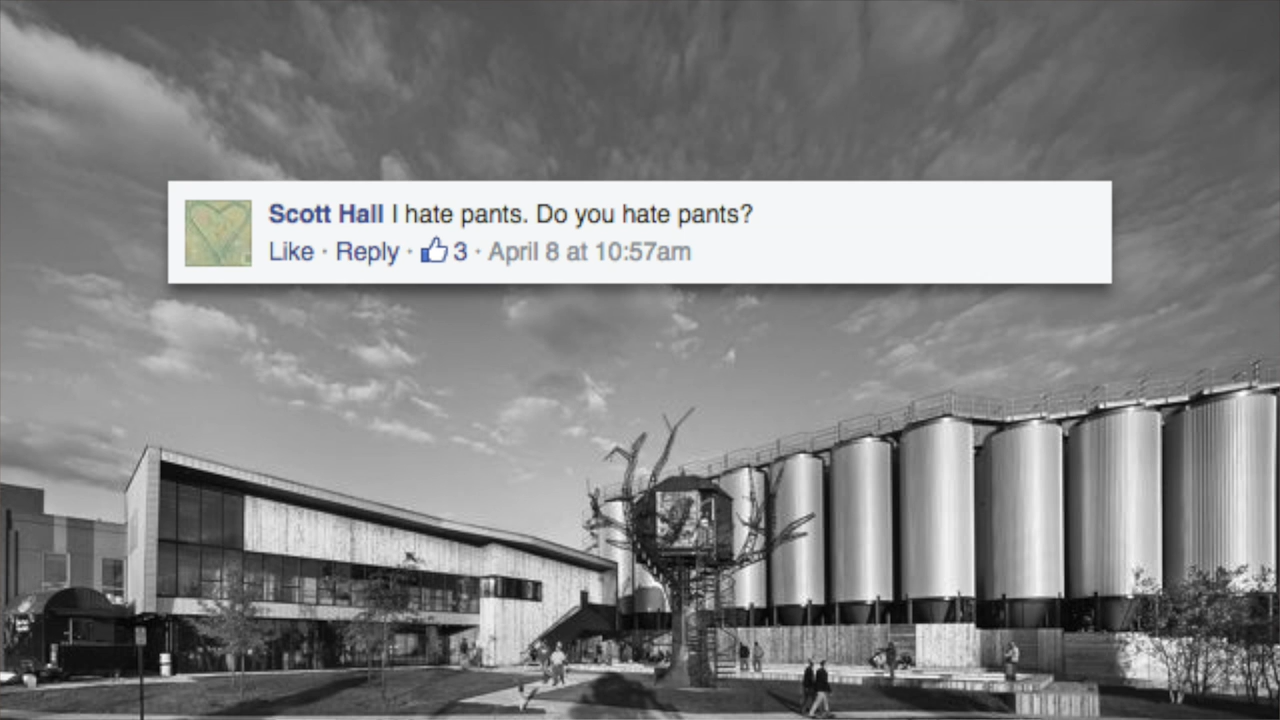 Scott Hall I hate pants. Do you hate pants?
Like · Reply · 3 · April 8 at 10:57am